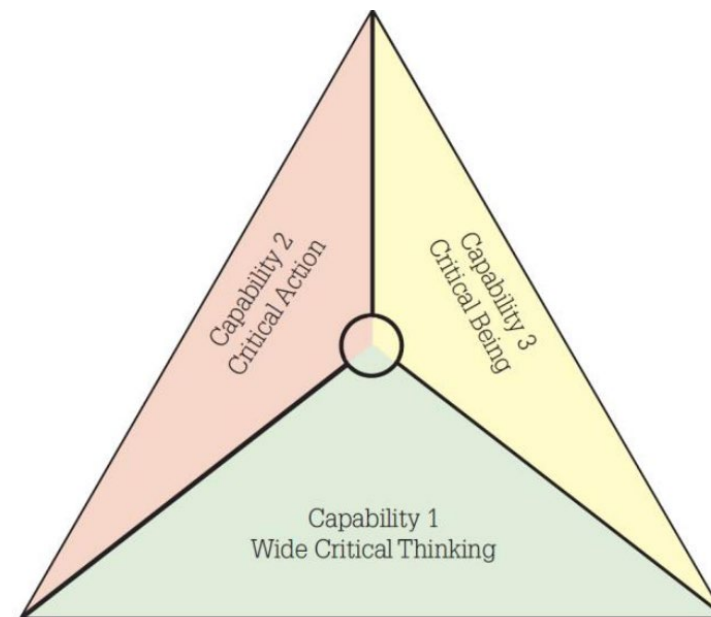 Capability 2
Critical Action
Capability 3
Critical Being
Capability 1
Wide Critical Thinking